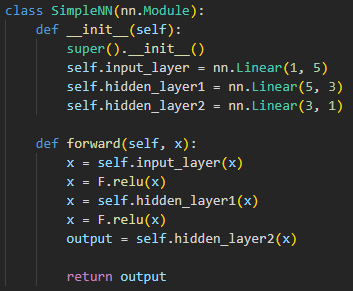 class SimpleNN(nn.Module):
    def __init__(self):
        super().__init__()
        self.input_layer = nn.Linear(1, 5)
        self.hidden_layer1 = nn.Linear(5, 3)
        self.hidden_layer2 = nn.Linear(3, 1)

    def forward(self, x):
        x = self.input_layer(x)
        x = F.relu(x)
        x = self.hidden_layer1(x)
        x = F.relu(x)
        output = self.hidden_layer2(x)

        return output